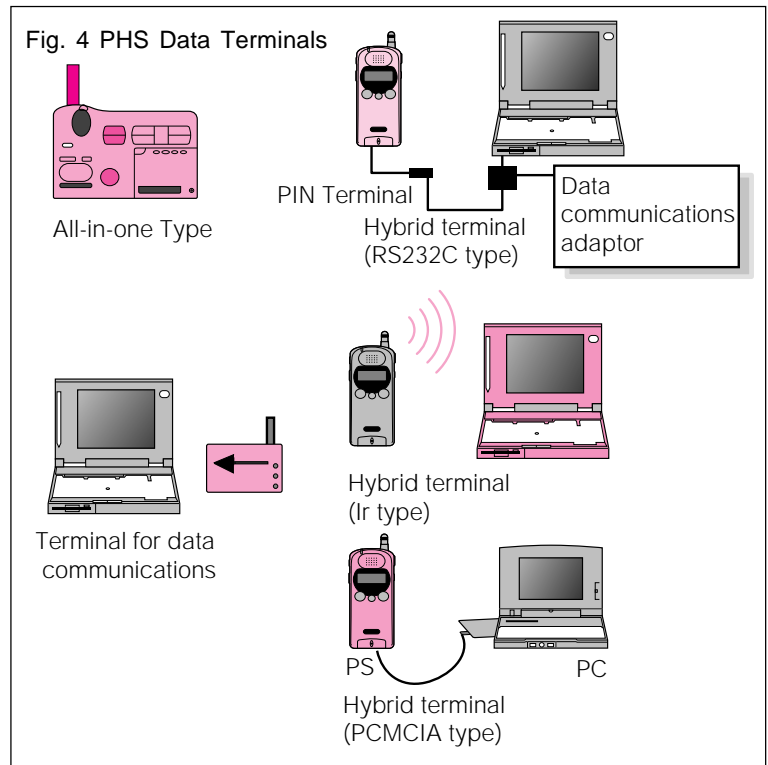 Fig. 4 PHS Data Terminals
All-in-one Type
PIN Terminal
Hybrid terminal
(RS232C type)
Data
communications
adaptor
Terminal for data
communications
Hybrid terminal
(Ir type)
PS
PC
Hybrid terminal
(PCMCIA type)